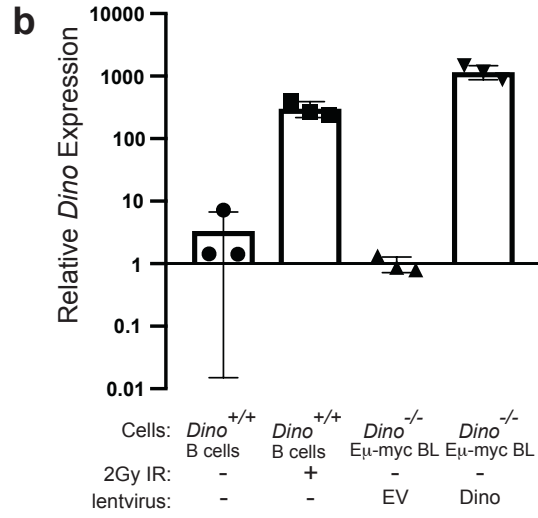 b
Relative Dino Expression
10000
1000
100
10
1
0.1
0.01
Cells: Dino+/+ Dino+/+ Dino-/- Dino-/-
B cells B cells Eμ-myc BL Eμ-myc BL
2Gy IR: - + - -
lentivirus: - - EV Dino